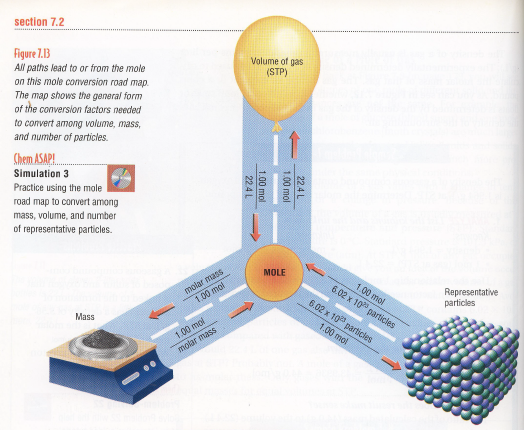 section 7.2
Figure 7.13
All paths lead to or from the mole
on this mole conversion road map.
The map shows the general form
of the conversion factors needed
to convert among volume, mass,
and number of particles.
Chem ASAP!
Simulation 3
Practice using the mole
road map to convert among
mass, volume, and number
of representative particles.
Volume of gas
(STP)
1.00 mol
22.4 L
22.4 L
1.00 mol
MOLE
molar mass
1.00 mol
1.00 mol
molar mass
Mass
1.00 mol
6.02 x 10²³ particles
6.02 x 10²³ particles
1.00 mol
Representative
particles